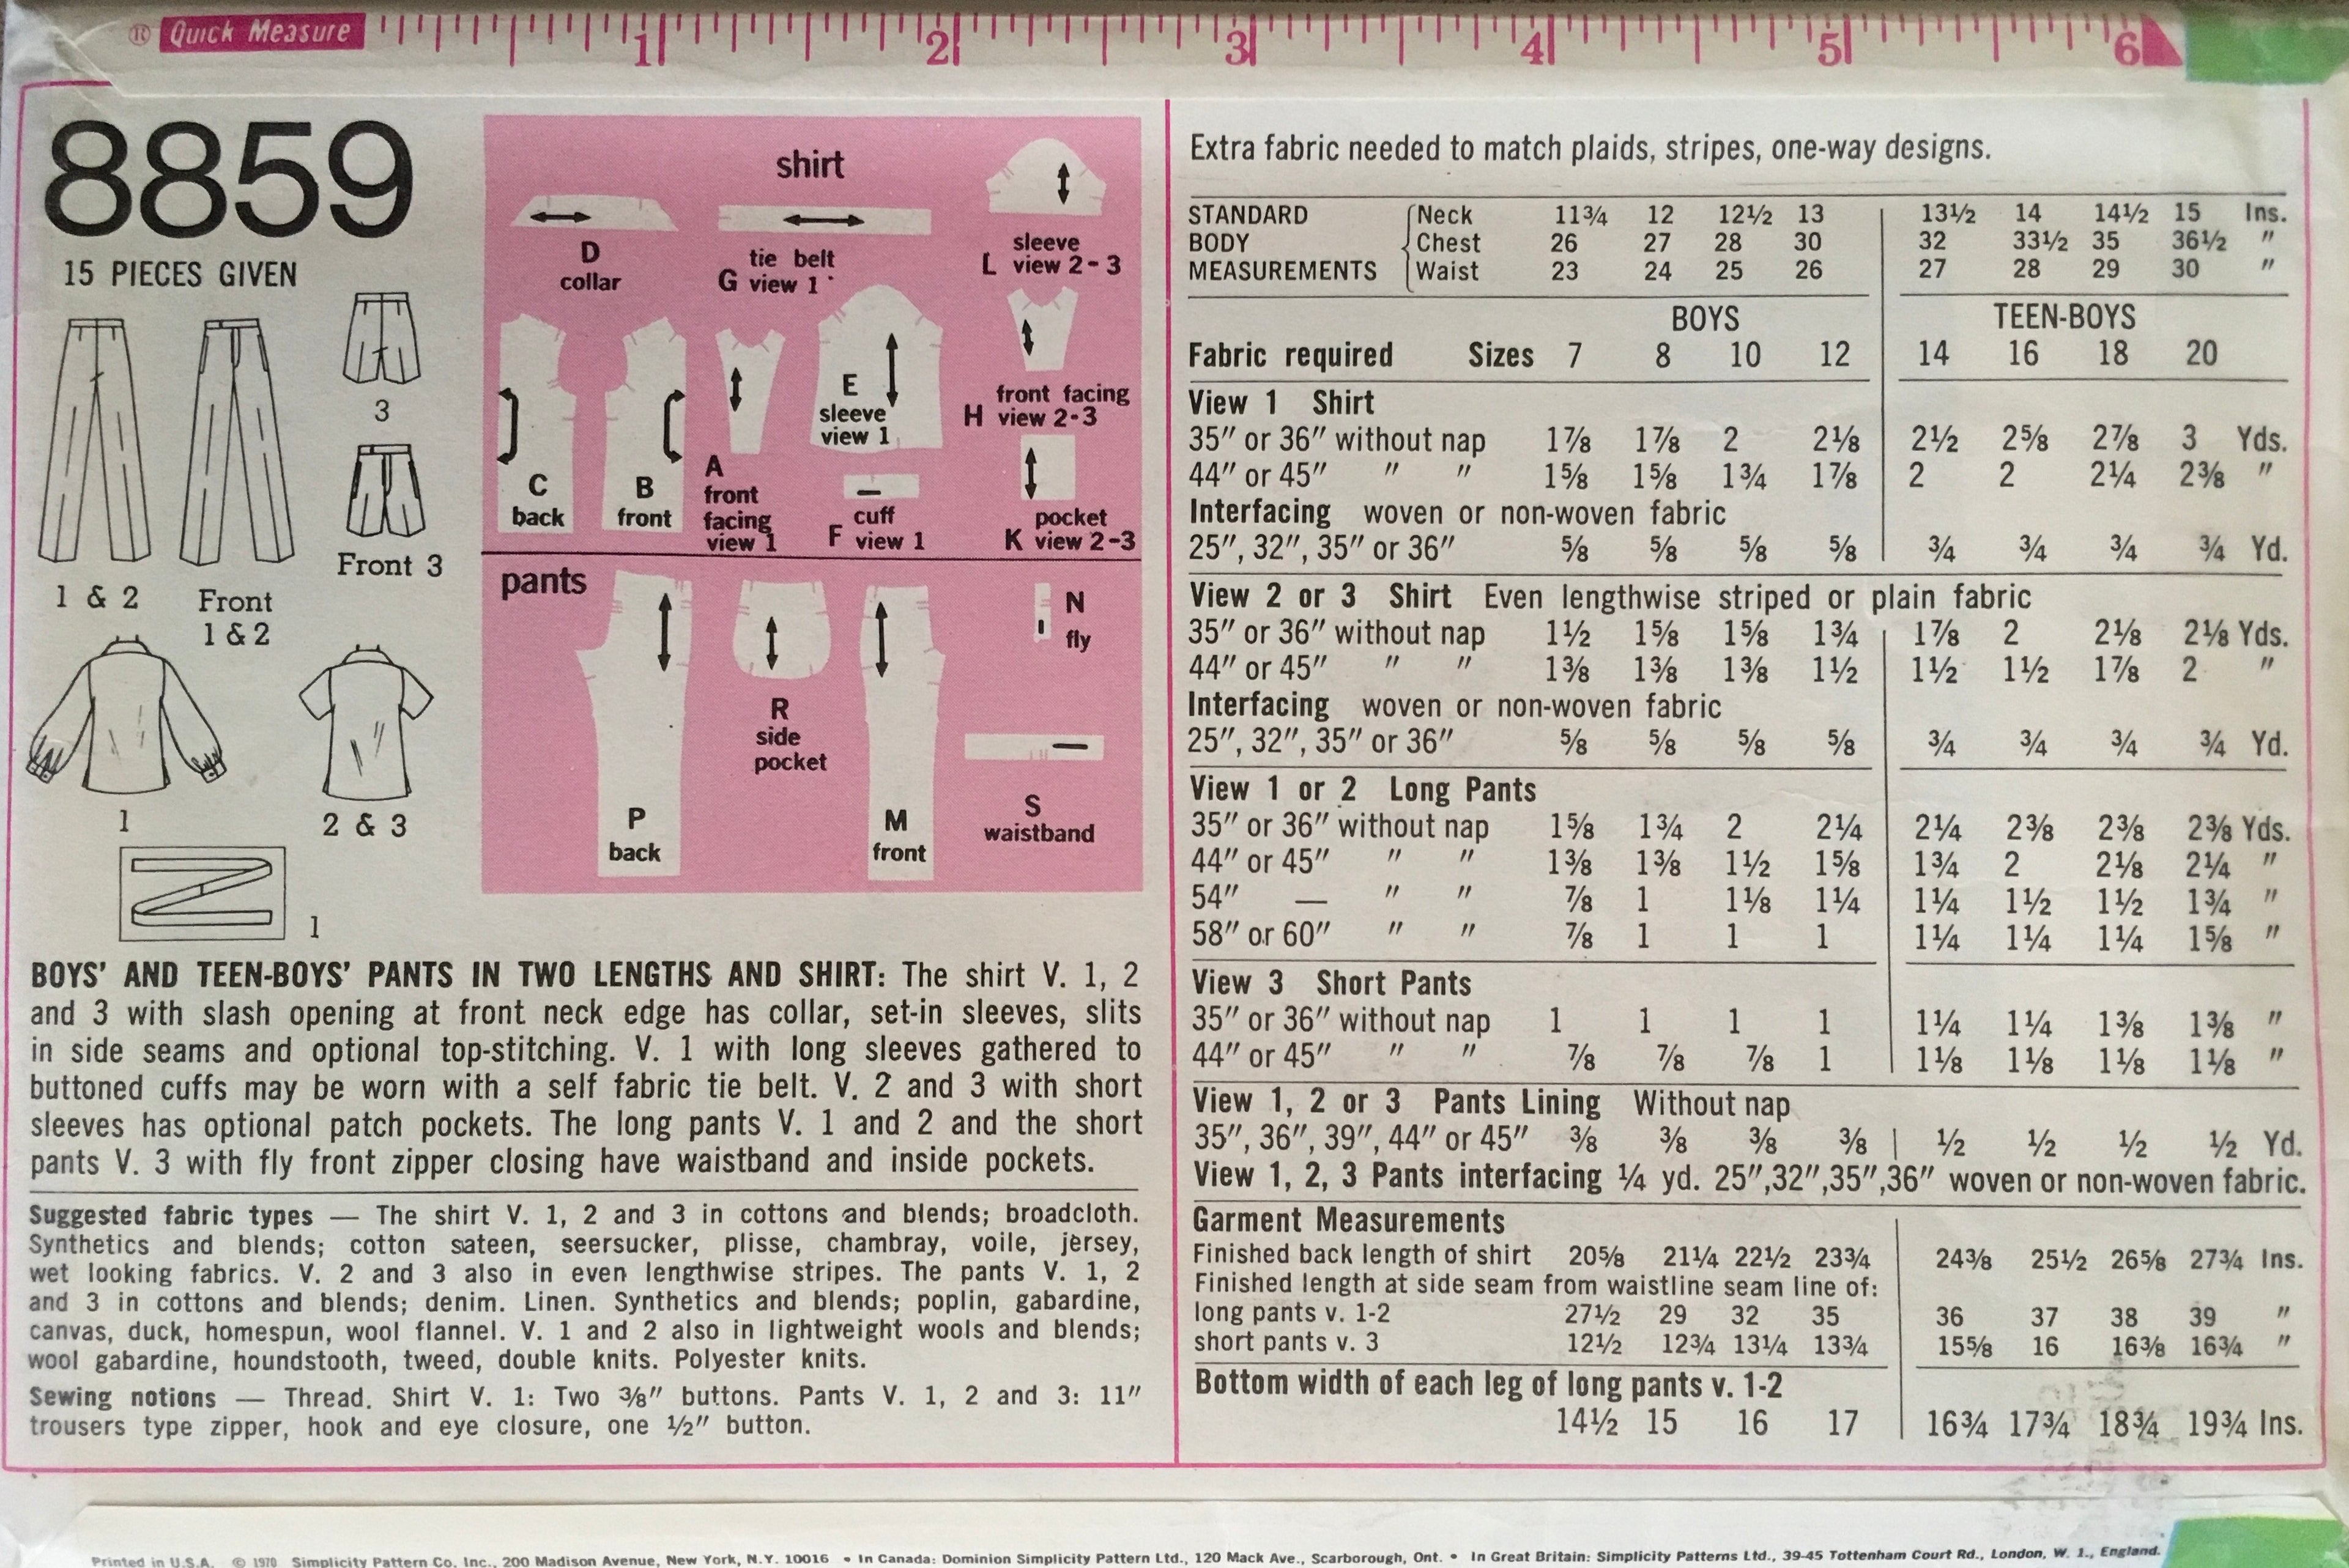 ® Quick Measure 1 2 3 4 5 6
8859
15 PIECES GIVEN
3
Front 3
1 & 2
Front
1 & 2
1
2 & 3
1
shirt
D
collar
tie belt
G view 1
sleeve
L view 2-3
C
back
B
front
A
front
facing
view 1
E
sleeve
view 1
front facing
H view 2-3
cuff
F view 1
pocket
K view 2-3
pants
P
back
R
side
pocket
M
front
N
fly
S
waistband
BOYS' AND TEEN-BOYS' PANTS IN TWO LENGTHS AND SHIRT: The shirt V. 1, 2
and 3 with slash opening at front neck edge has collar, set-in sleeves, slits
in side seams and optional top-stitching. V. 1 with long sleeves gathered to
buttoned cuffs may be worn with a self fabric tie belt. V. 2 and 3 with short
sleeves has optional patch pockets. The long pants V. 1 and 2 and the short
pants V. 3 with fly front zipper closing have waistband and inside pockets.
Suggested fabric types — The shirt V. 1, 2 and 3 in cottons and blends; broadcloth.
Synthetics and blends; cotton sateen, seersucker, plisse, chambray, voile, jersey,
wet looking fabrics. V. 2 and 3 also in even lengthwise stripes. The pants V. 1, 2
and 3 in cottons and blends; denim. Linen. Synthetics and blends; poplin, gabardine,
canvas, duck, homespun, wool flannel. V. 1 and 2 also in lightweight wools and blends;
wool gabardine, houndstooth, tweed, double knits. Polyester knits.
Sewing notions — Thread. Shirt V. 1: Two ⅜" buttons. Pants V. 1, 2 and 3: 11"
trousers type zipper, hook and eye closure, one ½" button.
Extra fabric needed to match plaids, stripes, one-way designs.
STANDARD Neck 11¾ 12 12½ 13 13½ 14 14½ 15 Ins.
BODY Chest 26 27 28 30 32 33½ 35 36½ "
MEASUREMENTS Waist 23 24 25 26 27 28 29 30 "
BOYS TEEN-BOYS
Fabric required Sizes 7 8 10 12 14 16 18 20
View 1 Shirt
35" or 36" without nap 1⅞ 1⅞ 2 2⅛ 2½ 2⅝ 2⅞ 3 Yds.
44" or 45" " " 1⅝ 1⅝ 1¾ 1⅞ 2 2 2¼ 2⅜ "
Interfacing woven or non-woven fabric
25", 32", 35" or 36" ⅝ ⅝ ⅝ ⅝ ¾ ¾ ¾ ¾ Yd.
View 2 or 3 Shirt Even lengthwise striped or plain fabric
35" or 36" without nap 1½ 1⅝ 1⅝ 1¾ 1⅞ 2 2⅛ 2⅛ Yds.
44" or 45" " " 1⅜ 1⅜ 1⅜ 1½ 1½ 1½ 1⅞ 2 "
Interfacing woven or non-woven fabric
25", 32", 35" or 36" ⅝ ⅝ ⅝ ⅝ ¾ ¾ ¾ ¾ Yd.
View 1 or 2 Long Pants
35" or 36" without nap 1⅝ 1¾ 2 2¼ 2¼ 2⅜ 2⅜ 2⅜ Yds.
44" or 45" " " 1⅜ 1⅜ 1½ 1⅝ 1¾ 2 2⅛ 2¼ "
54" — " " ⅞ 1 1⅛ 1¼ 1¼ 1½ 1½ 1¾ "
58" or 60" " " ⅞ 1 1 1 1¼ 1¼ 1¼ 1⅝ "
View 3 Short Pants
35" or 36" without nap 1 1 1 1 1¼ 1¼ 1⅜ 1⅜ "
44" or 45" " " ⅞ ⅞ ⅞ 1 1⅛ 1⅛ 1⅛ 1⅛ "
View 1, 2 or 3 Pants Lining Without nap
35", 36", 39", 44" or 45" ⅜ ⅜ ⅜ ⅜ ½ ½ ½ ½ Yd.
View 1, 2, 3 Pants interfacing ¼ yd. 25",32",35",36" woven or non-woven fabric.
Garment Measurements
Finished back length of shirt 20⅝ 21¼ 22½ 23¾ 24⅜ 25½ 26⅝ 27¾ Ins.
Finished length at side seam from waistline seam line of:
long pants v. 1-2 27½ 29 32 35 36 37 38 39 "
short pants v. 3 12½ 12¾ 13¼ 13¾ 15⅝ 16 16⅜ 16¾ "
Bottom width of each leg of long pants v. 1-2
14½ 15 16 17 16¾ 17¾ 18¾ 19¾ Ins.
Printed in U.S.A. © 1970 Simplicity Pattern Co. Inc., 200 Madison Avenue, New York, N.Y. 10016 • In Canada: Dominion Simplicity Pattern Ltd., 120 Mack Ave., Scarborough, Ont. • In Great Britain: Simplicity Patterns Ltd., 39-45 Tottenham Court Rd., London, W. 1., England.